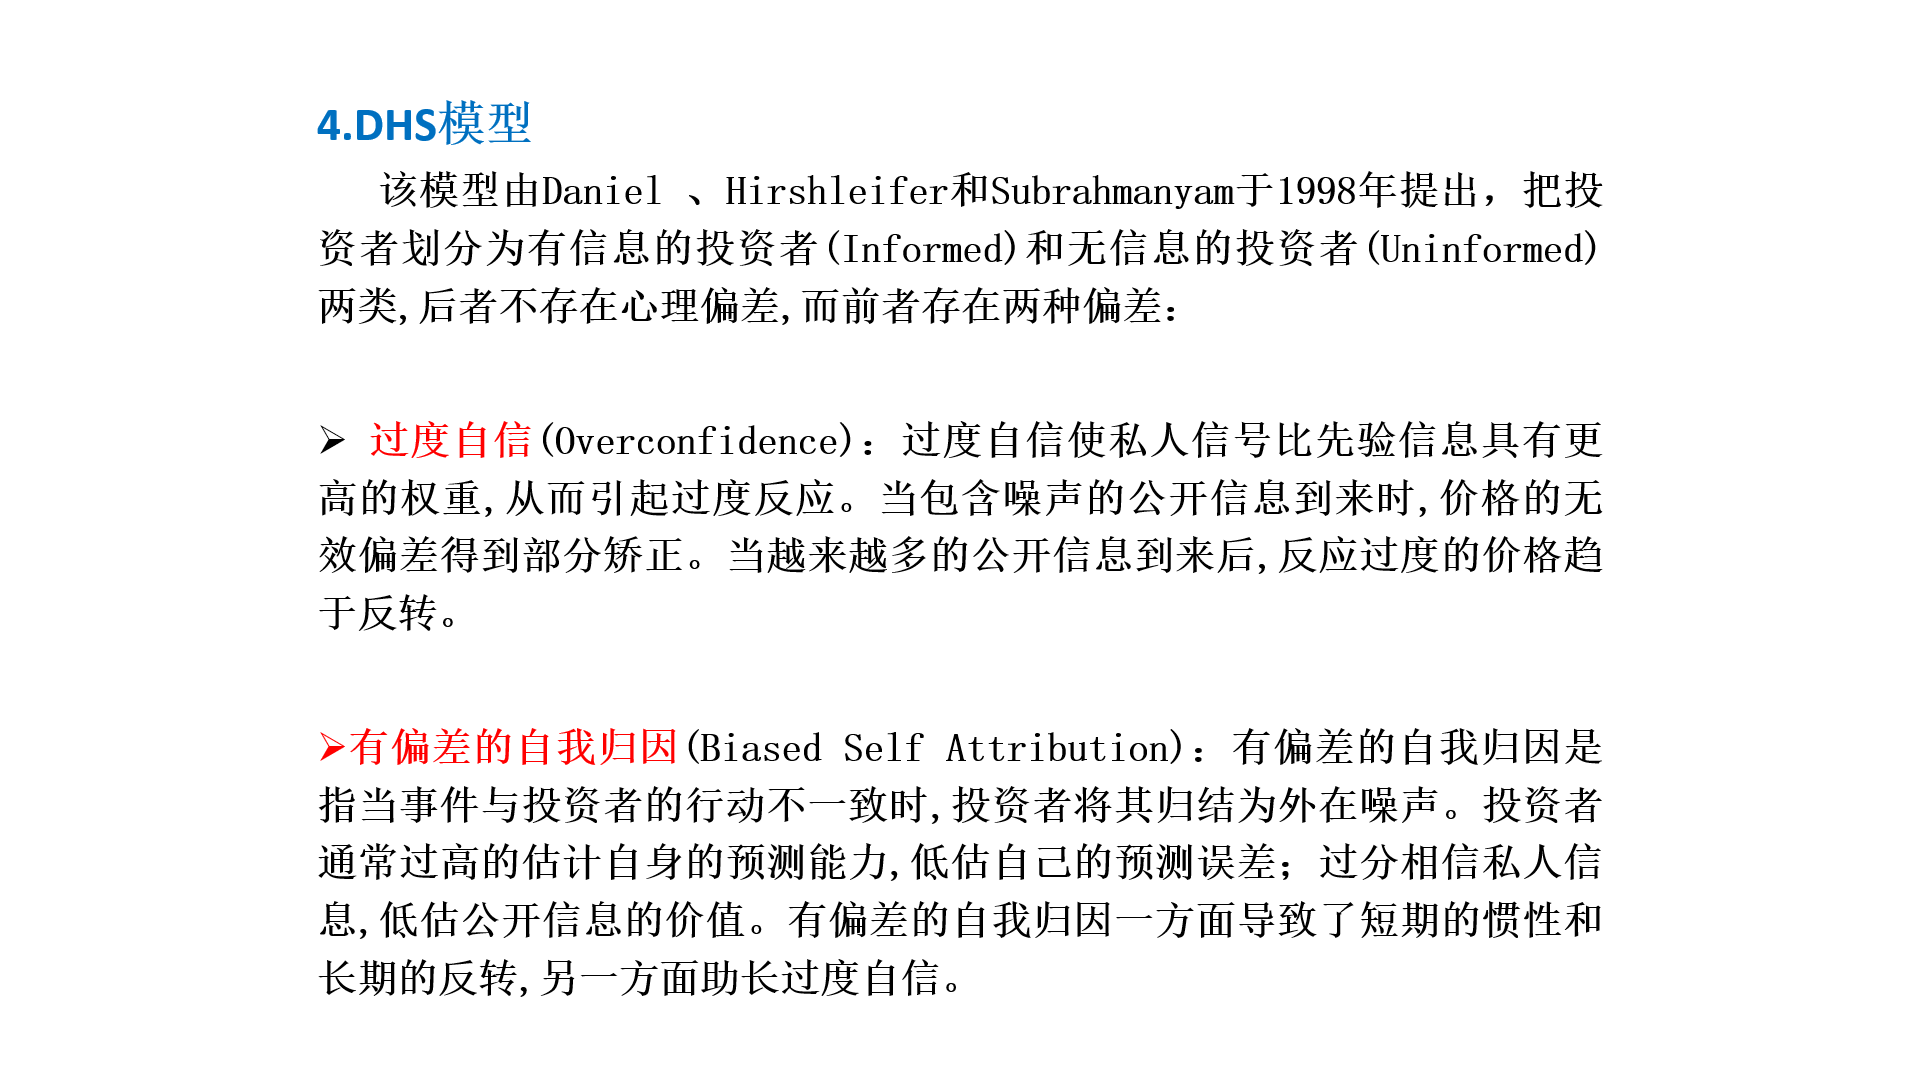 4.DHS模型
该模型由Daniel 、Hirshleifer和Subrahmanyam于1998年提出，把投
资者划分为有信息的投资者(Informed)和无信息的投资者(Uninformed)
两类,后者不存在心理偏差,而前者存在两种偏差：
➢ 过度自信(Overconfidence)：过度自信使私人信号比先验信息具有更
高的权重,从而引起过度反应。当包含噪声的公开信息到来时,价格的无
效偏差得到部分矫正。当越来越多的公开信息到来后,反应过度的价格趋
于反转。
➢有偏差的自我归因(Biased Self Attribution)：有偏差的自我归因是
指当事件与投资者的行动不一致时,投资者将其归结为外在噪声。投资者
通常过高的估计自身的预测能力,低估自己的预测误差；过分相信私人信
息,低估公开信息的价值。有偏差的自我归因一方面导致了短期的惯性和
长期的反转,另一方面助长过度自信。